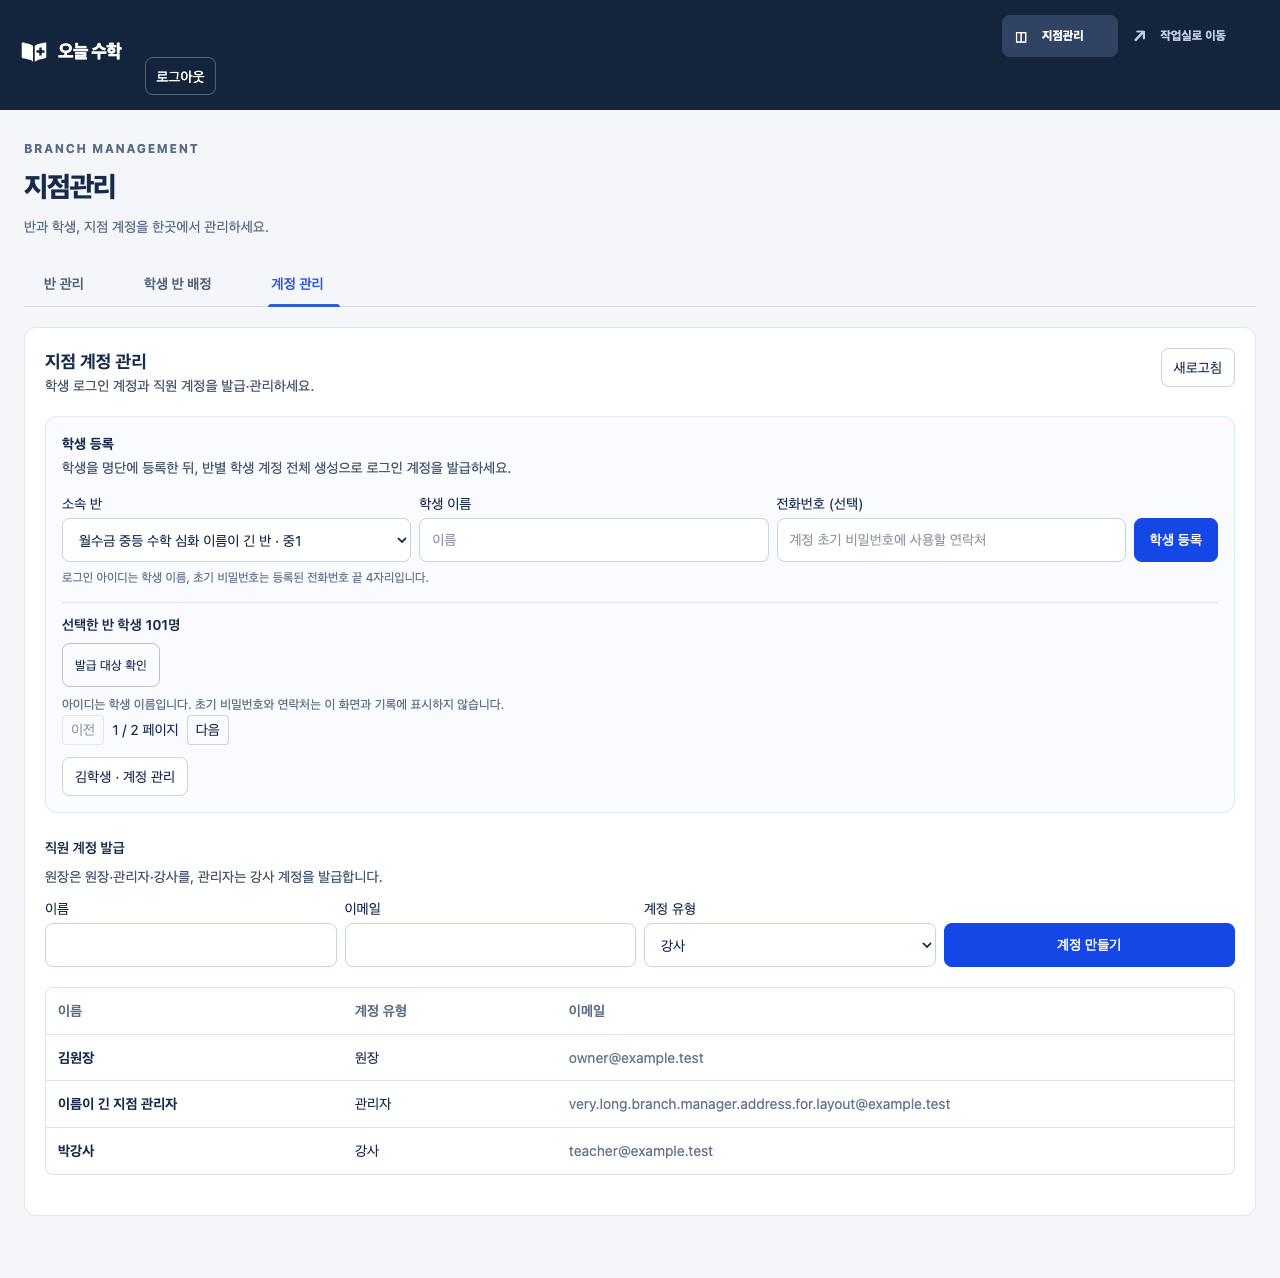 오늘 수학
로그아웃
지점관리
작업실로 이동
BRANCH MANAGEMENT
지점관리
반과 학생, 지점 계정을 한곳에서 관리하세요.
반 관리
학생 반 배정
계정 관리
지점 계정 관리
학생 로그인 계정과 직원 계정을 발급·관리하세요.
새로고침
학생 등록
학생을 명단에 등록한 뒤, 반별 학생 계정 전체 생성으로 로그인 계정을 발급하세요.
소속 반
학생 이름
전화번호 (선택)
월수금 중등 수학 심화 이름이 긴 반 · 중1
이름
계정 초기 비밀번호에 사용할 연락처
학생 등록
로그인 아이디는 학생 이름, 초기 비밀번호는 등록된 전화번호 끝 4자리입니다.
선택한 반 학생 101명
발급 대상 확인
아이디는 학생 이름입니다. 초기 비밀번호와 연락처는 이 화면과 기록에 표시하지 않습니다.
이전 1 / 2 페이지 다음
김학생 · 계정 관리
직원 계정 발급
원장은 원장·관리자·강사를, 관리자는 강사 계정을 발급합니다.
이름
이메일
계정 유형
강사
계정 만들기
이름 계정 유형 이메일
김원장 원장 owner@example.test
이름이 긴 지점 관리자 관리자 very.long.branch.manager.address.for.layout@example.test
박강사 강사 teacher@example.test